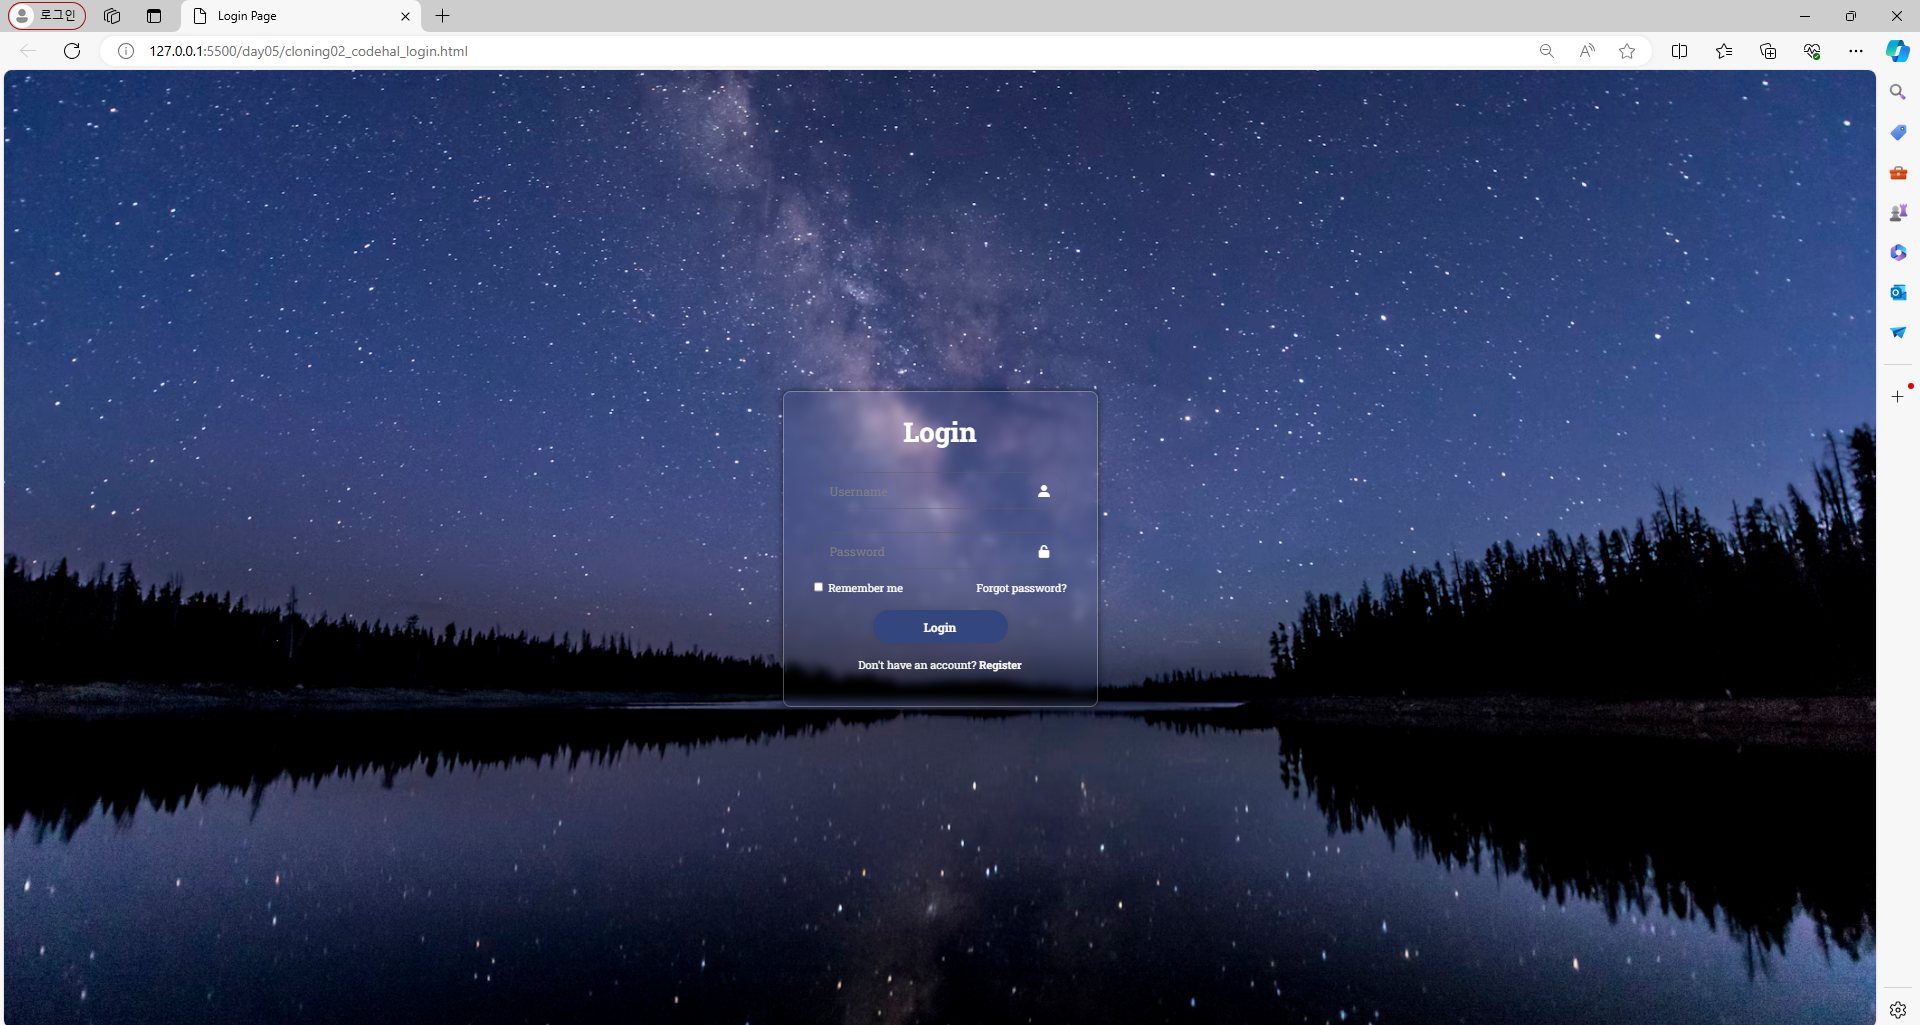 로그인
Login Page
127.0.0.1:5500/day05/cloning02_codehal_login.html
Login
Username
Password
Remember me
Forgot password?
Login
Don't have an account? Register